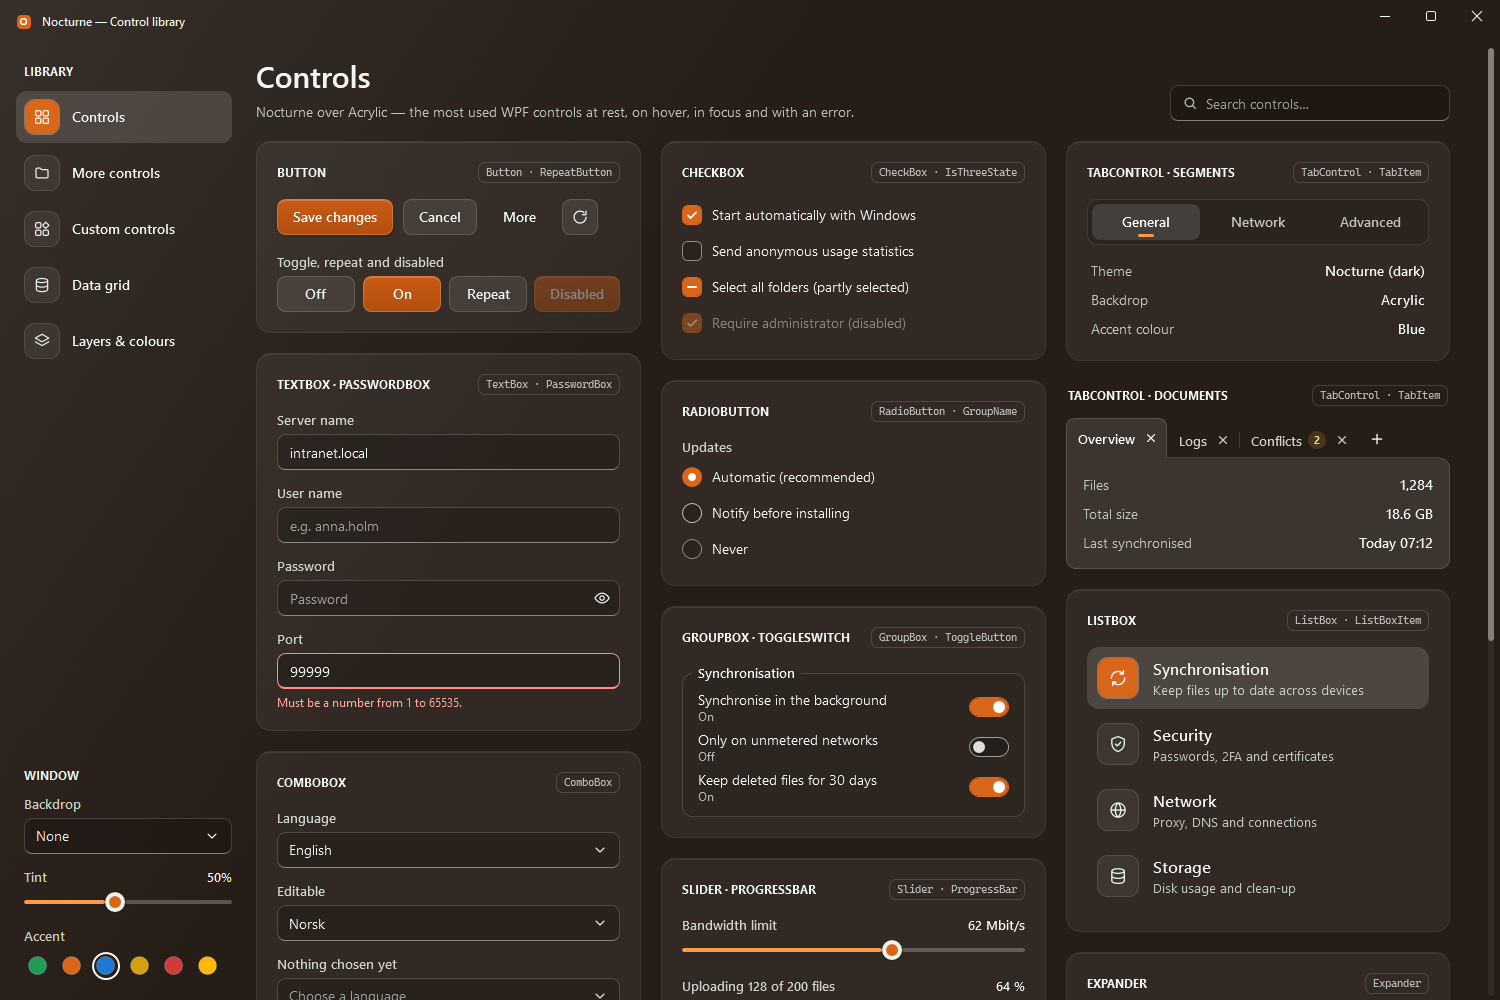 Nocturne — Control library
LIBRARY
Controls
More controls
Custom controls
Data grid
Layers & colours
WINDOW
Backdrop
None
Tint 50%
Accent
Controls
Nocturne over Acrylic — the most used WPF controls at rest, on hover, in focus and with an error.
Search controls...
BUTTON Button · RepeatButton
Save changes Cancel More
Toggle, repeat and disabled
Off On Repeat Disabled
TEXTBOX · PASSWORDBOX TextBox · PasswordBox
Server name
intranet.local
User name
e.g. anna.holm
Password
Password
Port
99999
Must be a number from 1 to 65535.
COMBOBOX ComboBox
Language
English
Editable
Norsk
Nothing chosen yet
Choose a language
CHECKBOX CheckBox · IsThreeState
Start automatically with Windows
Send anonymous usage statistics
Select all folders (partly selected)
Require administrator (disabled)
RADIOBUTTON RadioButton · GroupName
Updates
Automatic (recommended)
Notify before installing
Never
GROUPBOX · TOGGLESWITCH GroupBox · ToggleButton
Synchronisation
Synchronise in the background
On
Only on unmetered networks
Off
Keep deleted files for 30 days
On
SLIDER · PROGRESSBAR Slider · ProgressBar
Bandwidth limit 62 Mbit/s
Uploading 128 of 200 files 64 %
TABCONTROL · SEGMENTS TabControl · TabItem
General Network Advanced
Theme Nocturne (dark)
Backdrop Acrylic
Accent colour Blue
TABCONTROL · DOCUMENTS TabControl · TabItem
Overview Logs Conflicts 2
Files 1,284
Total size 18.6 GB
Last synchronised Today 07:12
LISTBOX ListBox · ListBoxItem
Synchronisation
Keep files up to date across devices
Security
Passwords, 2FA and certificates
Network
Proxy, DNS and connections
Storage
Disk usage and clean-up
EXPANDER Expander